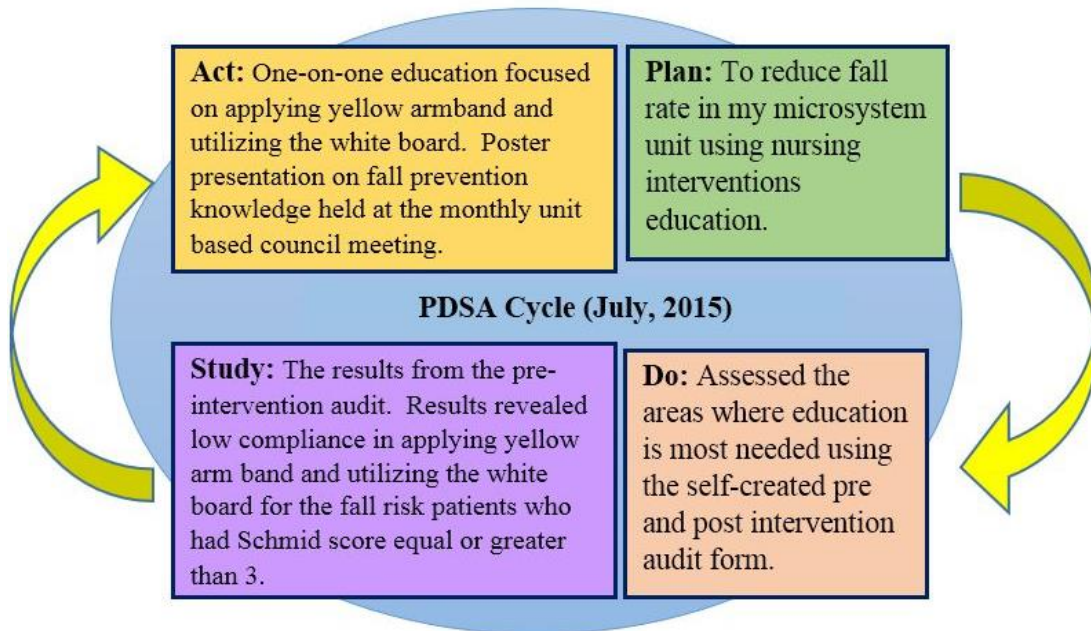 Act: One-on-one education focused
on applying yellow armband and
utilizing the white board.  Poster
presentation on fall prevention
knowledge held at the monthly unit
based council meeting.
Plan: To reduce fall
rate in my microsystem
unit using nursing
interventions
education.
PDSA Cycle (July, 2015)
Study: The results from the pre-
intervention audit.  Results revealed
low compliance in applying yellow
arm band and utilizing the white
board for the fall risk patients who
had Schmid score equal or greater
than 3.
Do: Assessed the
areas where education
is most needed using
the self-created pre
and post intervention
audit form.